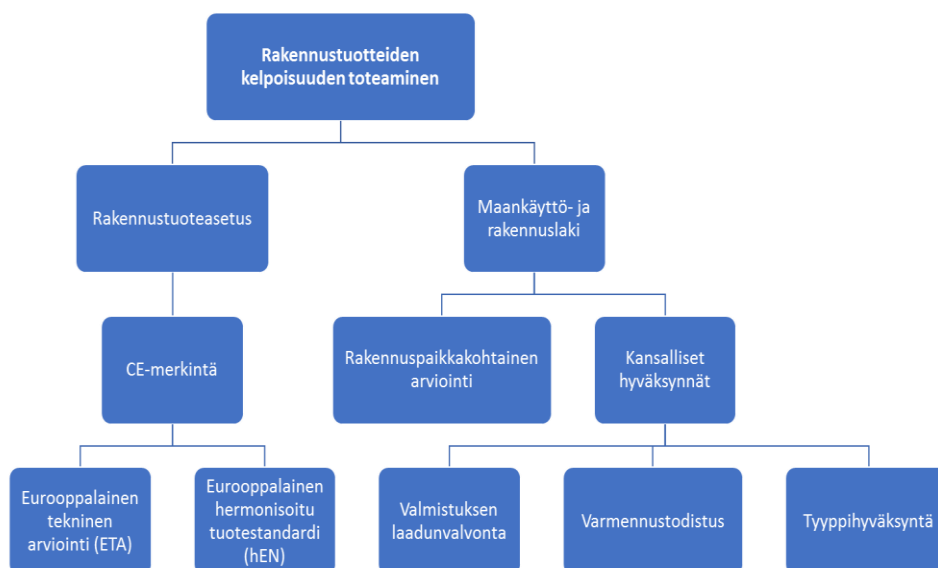 Rakennustuotteiden
kelpoisuuden toteaminen
Rakennustuoteasetus
Maankäyttö- ja
rakennuslaki
CE-merkintä
Rakennuspaikkakohtainen
arviointi
Kansalliset
hyväksynnät
Eurooppalainen
tekninen
arviointi (ETA)
Eurooppalainen
hermonisoitu
tuotestandardi
(hEN)
Valmistuksen
laadunvalvonta
Varmennustodistus
Tyyppihyväksyntä